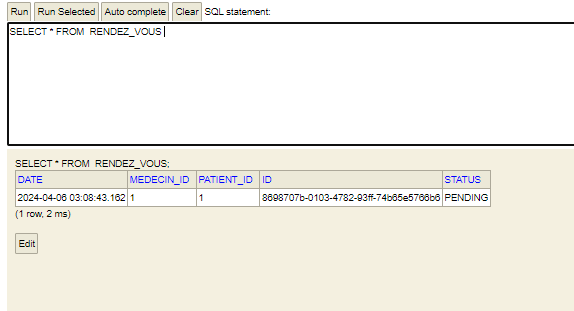 Run Run Selected Auto complete Clear SQL statement:
SELECT * FROM RENDEZ_VOUS
SELECT * FROM RENDEZ_VOUS;
DATE MEDECIN_ID PATIENT_ID ID STATUS
2024-04-06 03:08:43.162 1 1 8698707b-0103-4782-93ff-74b65e5766b6 PENDING
(1 row, 2 ms)
Edit